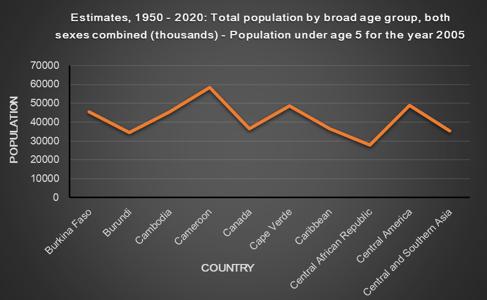 Estimates, 1950 - 2020: Total population by broad age group, both
sexes combined (thousands) - Population under age 5 for the year 2005
POPULATION
70000
60000
50000
40000
30000
20000
10000
0
Burkina Faso
Burundi
Cambodia
Cameroon
Canada
Cape Verde
Caribbean
Central African Republic
Central America
Central and Southern Asia
COUNTRY